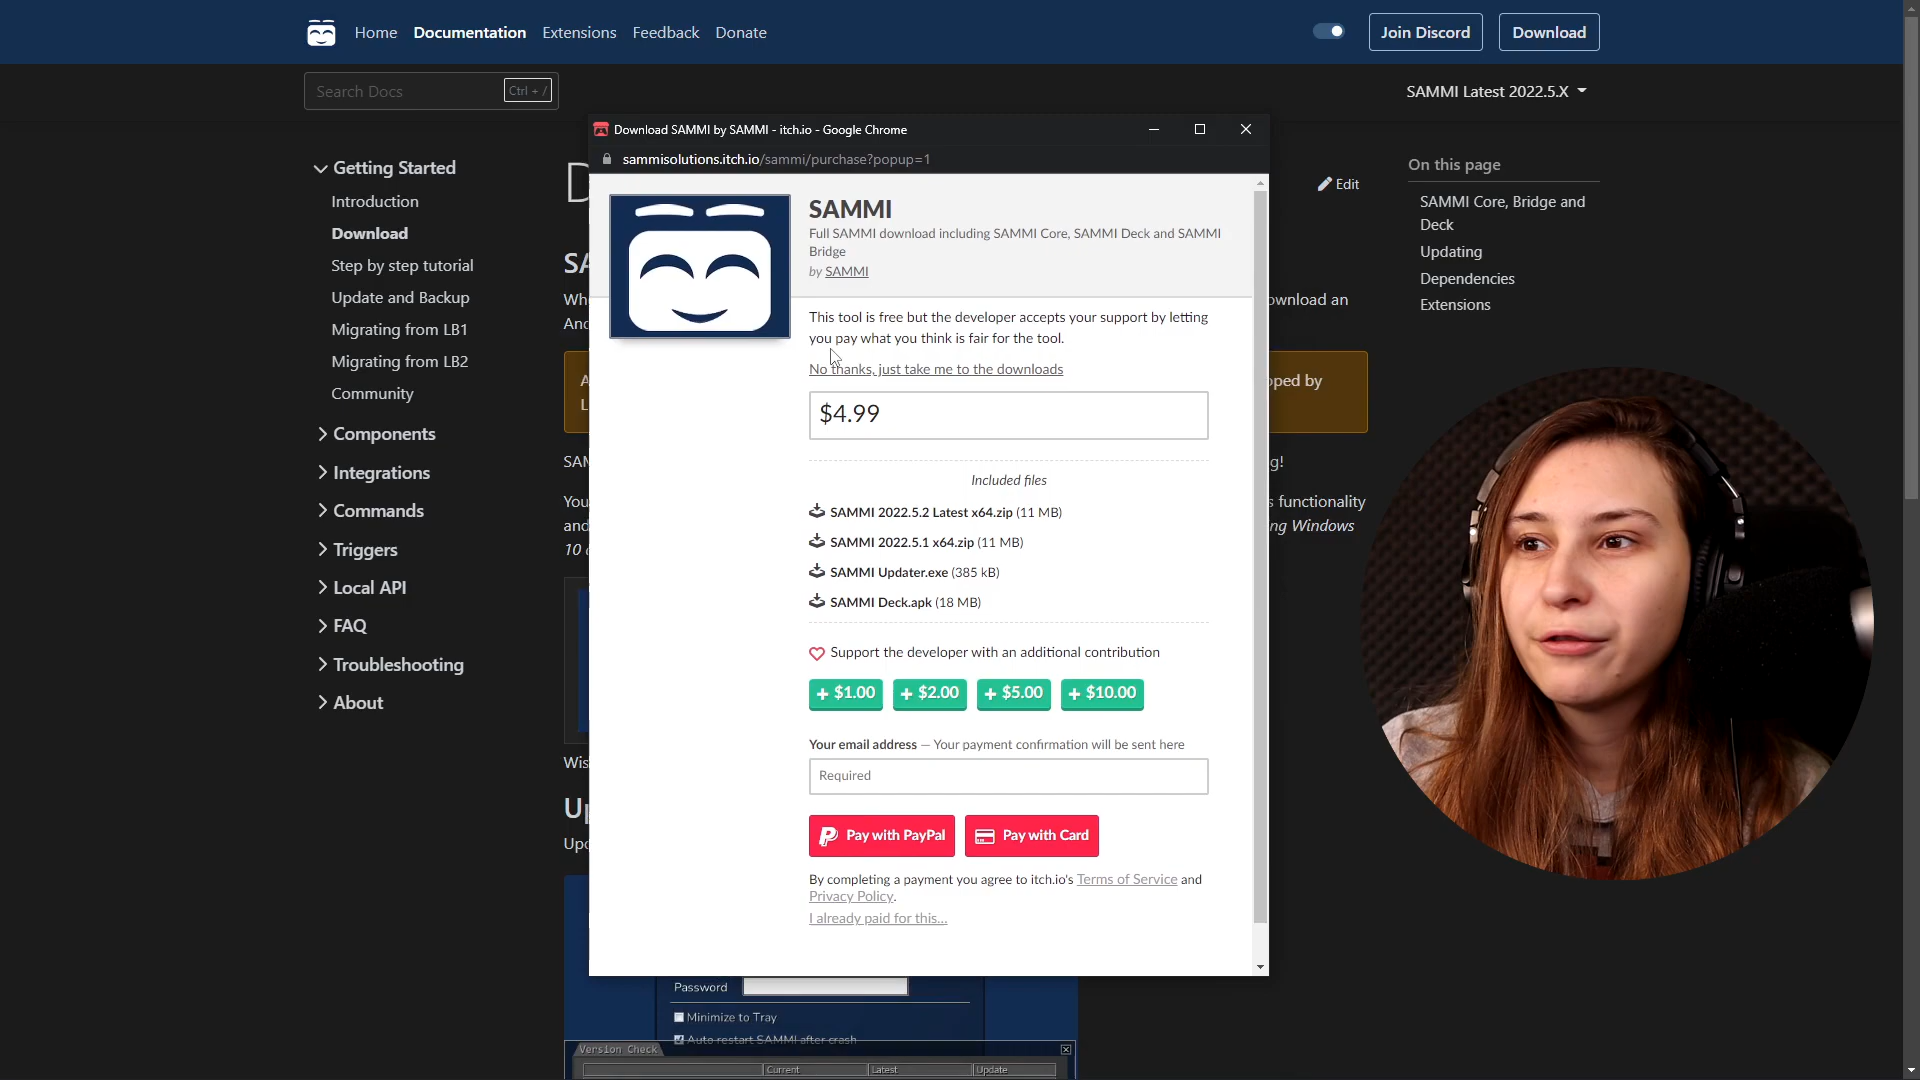 Home Documentation Extensions Feedback Donate
Join Discord
Download
Search Docs Ctrl + /
SAMMI Latest 2022.5.X
Download SAMMI by SAMMI - itch.io - Google Chrome
sammisolutions.itch.io/sammi/purchase?popup=1
Getting Started
Introduction
Download
Step by step tutorial
Update and Backup
Migrating from LB1
Migrating from LB2
Community
Components
Integrations
Commands
Triggers
Local API
FAQ
Troubleshooting
About
SAMMI
Full SAMMI download including SAMMI Core, SAMMI Deck and SAMMI
Bridge
by SAMMI
This tool is free but the developer accepts your support by letting
you pay what you think is fair for the tool.
No thanks, just take me to the downloads
$4.99
Included files
SAMMI 2022.5.2 Latest x64.zip (11 MB)
SAMMI 2022.5.1 x64.zip (11 MB)
SAMMI Updater.exe (385 kB)
SAMMI Deck.apk (18 MB)
Support the developer with an additional contribution
+ $1.00 + $2.00 + $5.00 + $10.00
Your email address — Your payment confirmation will be sent here
Required
Pay with PayPal Pay with Card
By completing a payment you agree to itch.io's Terms of Service and
Privacy Policy.
I already paid for this...
Edit
On this page
SAMMI Core, Bridge and
Deck
Updating
Dependencies
Extensions
functionality
Windows
10
Password
Minimize to Tray
Auto restart SAMMI after crash
Version Check
Current Latest Update